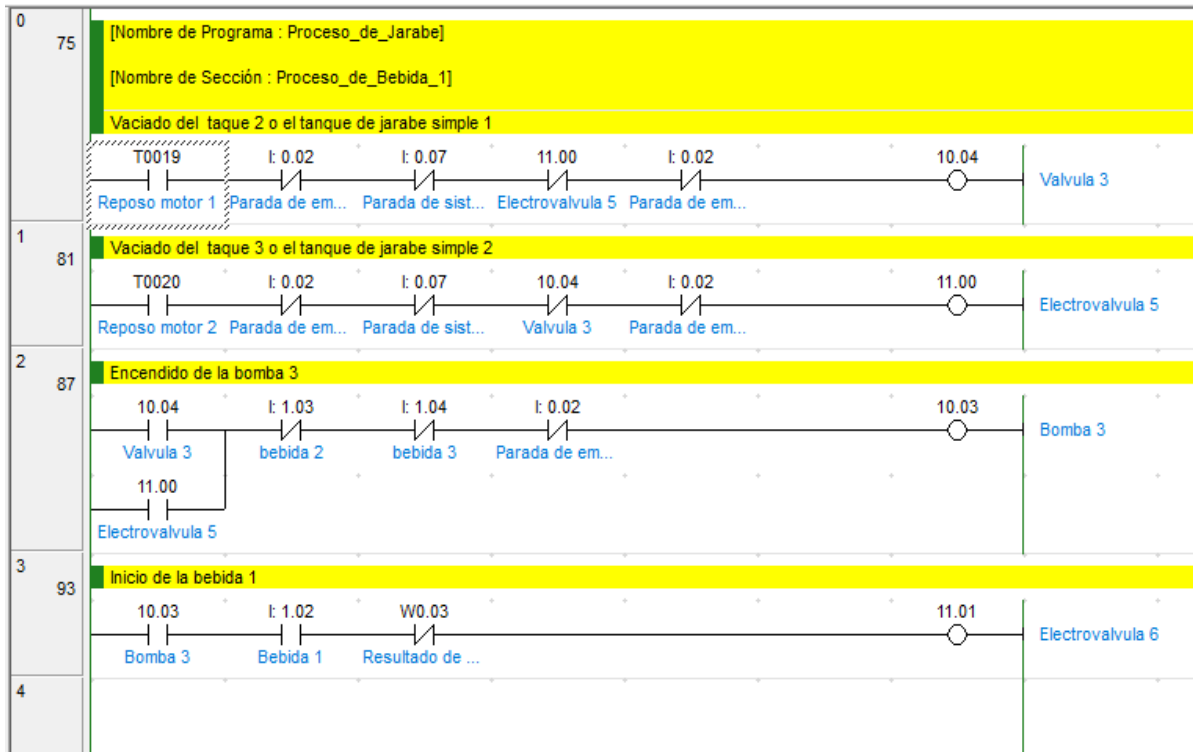 0
75
[Nombre de Programa : Proceso_de_Jarabe]
[Nombre de Sección : Proceso_de_Bebida_1]
Vaciado del taque 2 o el tanque de jarabe simple 1
T0019 I: 0.02 I: 0.07 11.00 I: 0.02 10.04
Valvula 3
Reposo motor 1 Parada de em... Parada de sist... Electrovalvula 5 Parada de em...
1
81
Vaciado del taque 3 o el tanque de jarabe simple 2
T0020 I: 0.02 I: 0.07 10.04 I: 0.02 11.00
Electrovalvula 5
Reposo motor 2 Parada de em... Parada de sist... Valvula 3 Parada de em...
2
87
Encendido de la bomba 3
10.04 I: 1.03 I: 1.04 I: 0.02 10.03
Bomba 3
Valvula 3 bebida 2 bebida 3 Parada de em...
11.00
Electrovalvula 5
3
93
Inicio de la bebida 1
10.03 I: 1.02 W0.03 11.01
Electrovalvula 6
Bomba 3 Bebida 1 Resultado de ...
4